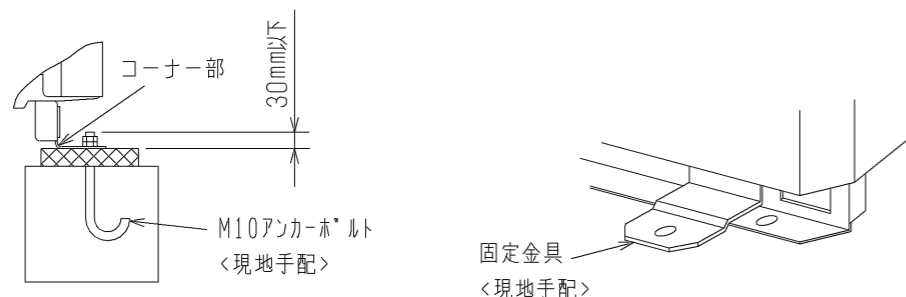 コーナー部
30mm以下
M10アンカーボルト
<現地手配>
固定金具
<現地手配>